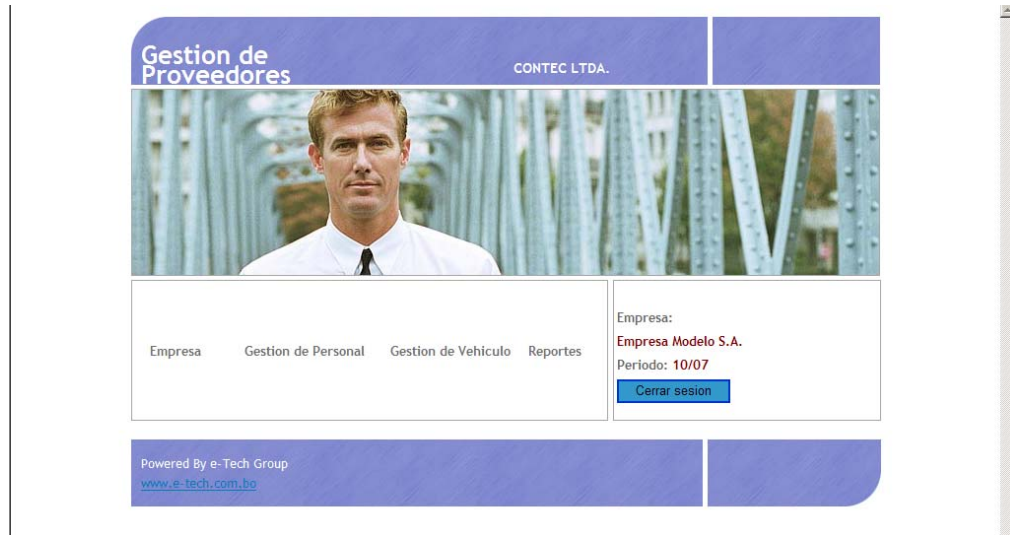 Gestion de
Proveedores
CONTEC LTDA.
Empresa Gestion de Personal Gestion de Vehiculo Reportes
Empresa:
Empresa Modelo S.A.
Periodo: 10/07
Cerrar sesion
Powered By e-Tech Group
www.e-tech.com.bo